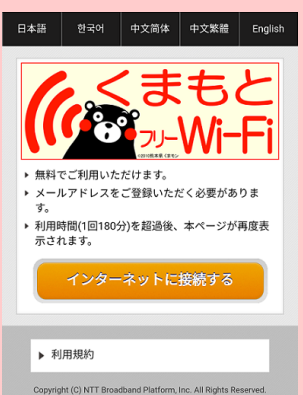 日本語 한국어 中文简体 中文繁體 English
くまもと
フリーWi-Fi
©2010熊本県くまモン
無料でご利用いただけます。
メールアドレスをご登録いただく必要がありま
す。
利用時間(1回180分)を超過後、本ページが再度表
示されます。
インターネットに接続する
利用規約
Copyright (C) NTT Broadband Platform, Inc. All Rights Reserved.